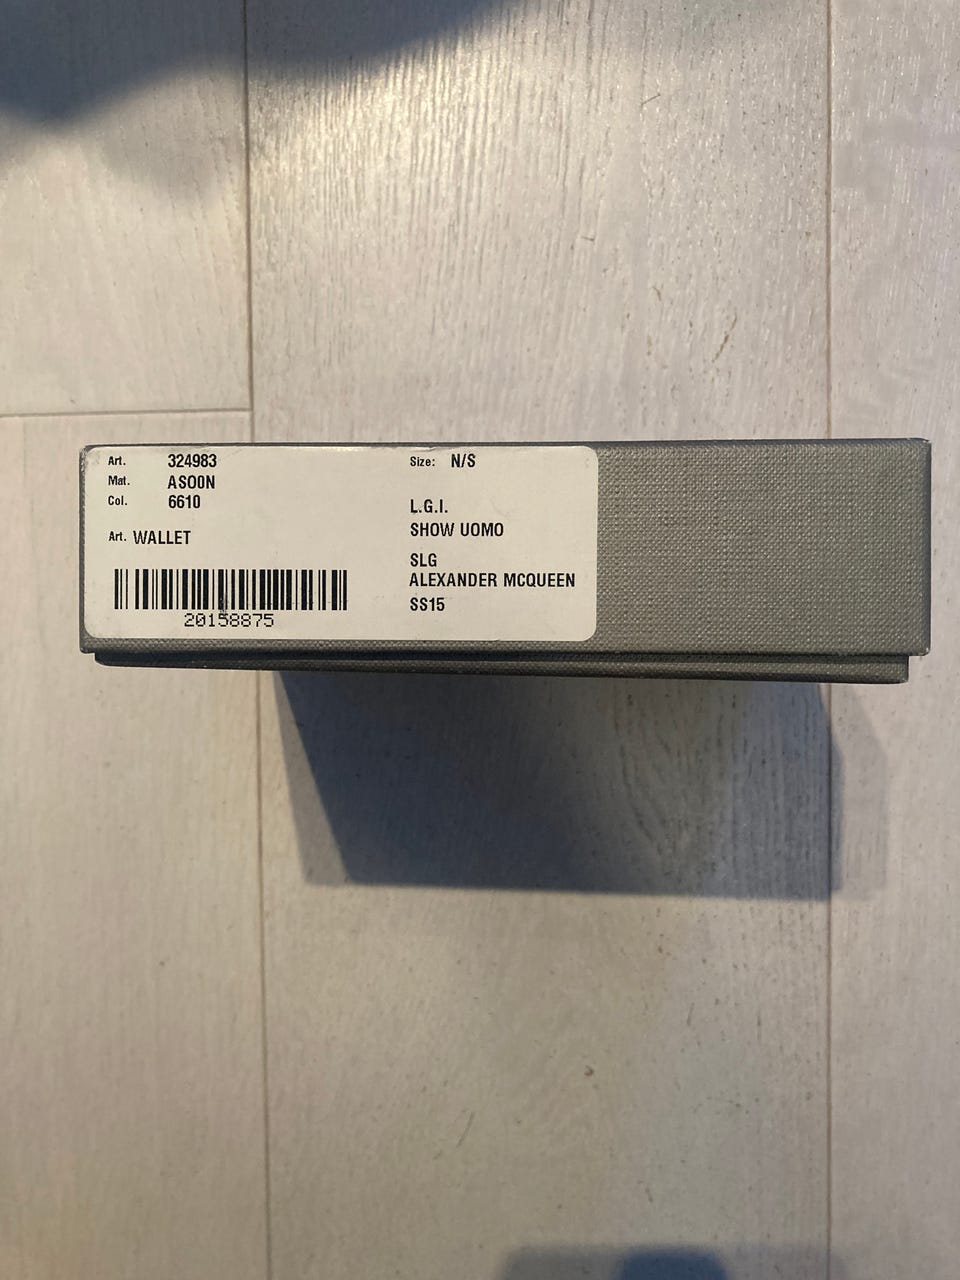 Art. 324983
Mat. ASOON
Col. 6610
Art. WALLET
20158875
Size: N/S
L.G.I.
SHOW UOMO
SLG
ALEXANDER MCQUEEN
SS15